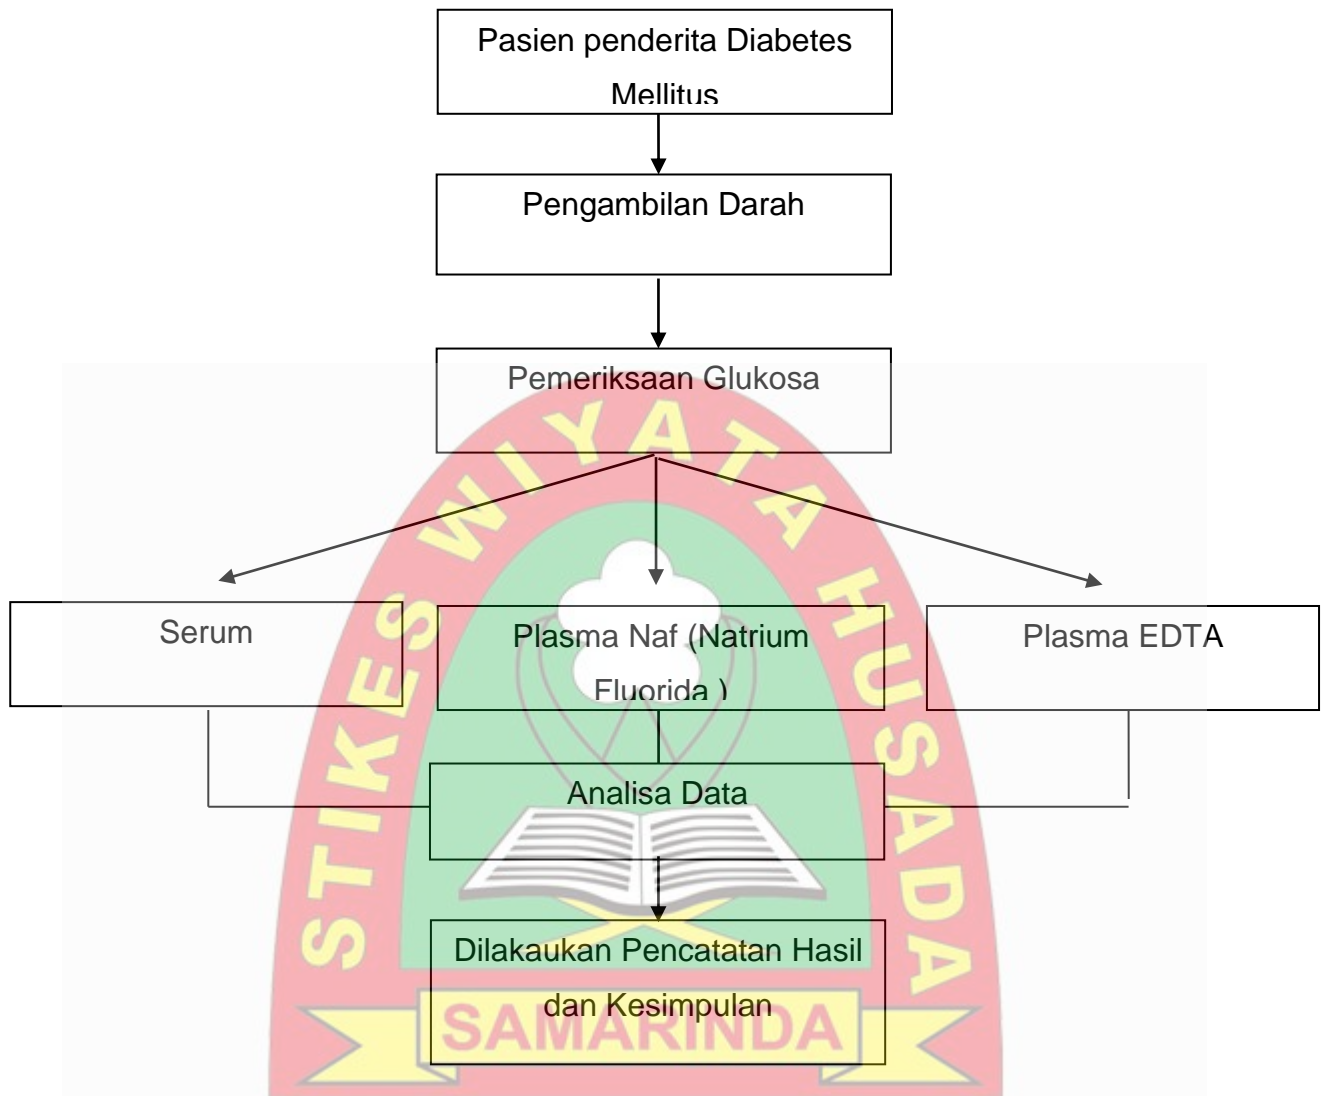 Pasien penderita Diabetes
Mellitus
Pengambilan Darah
Pemeriksaan Glukosa
STIKES WIYATA HUSADA
Serum
Plasma Naf (Natrium
Fluorida )
Plasma EDTA
Analisa Data
Dilakaukan Pencatatan Hasil
dan Kesimpulan
SAMARINDA